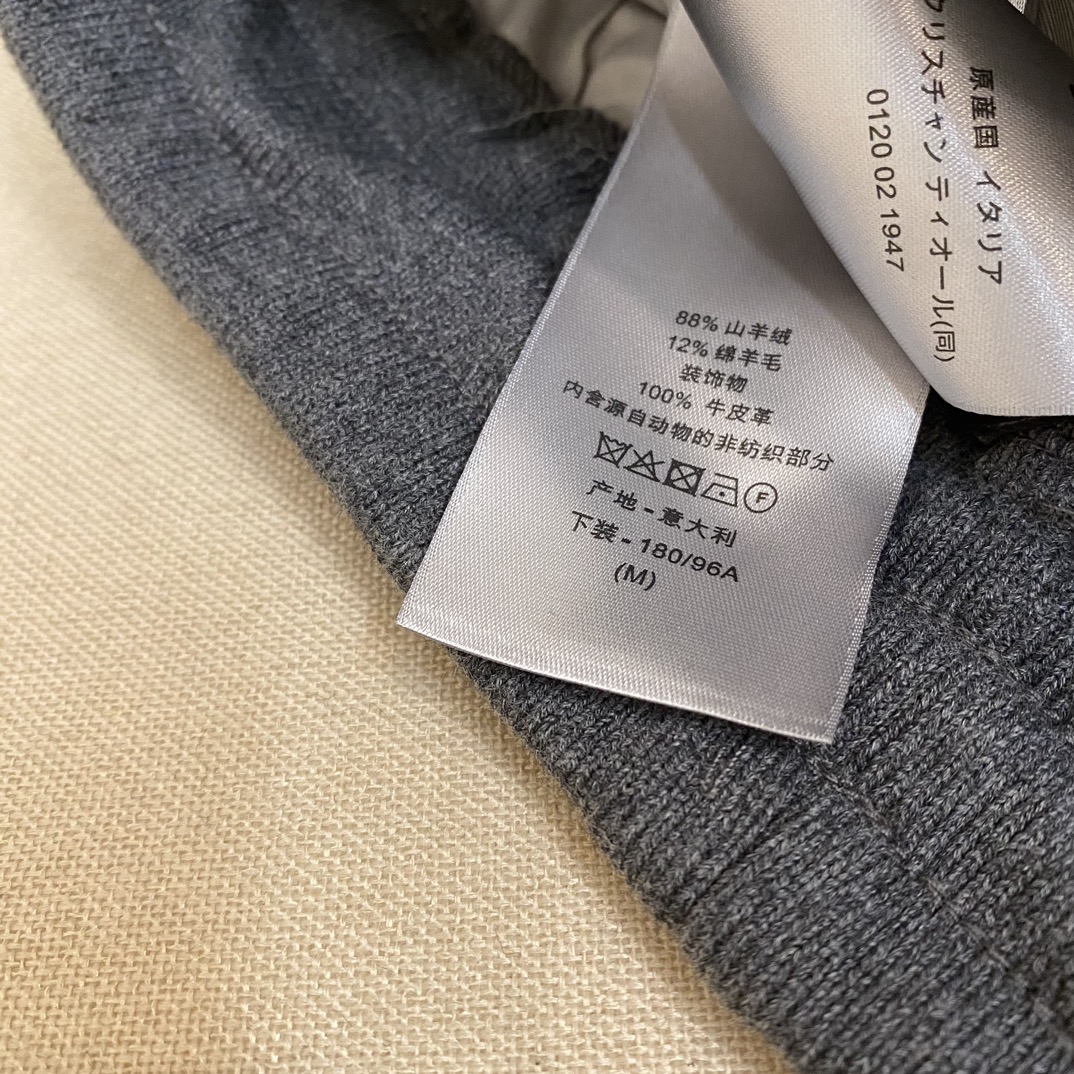 88% 山羊绒
12% 绵羊毛
装饰物
100% 牛皮革
内含源自动物的非纺织部分
F
产地 - 意大利
下装 - 180/96A
(M)
原産国 イタリア
クリスチャン ディオール(同)
0120 02 1947